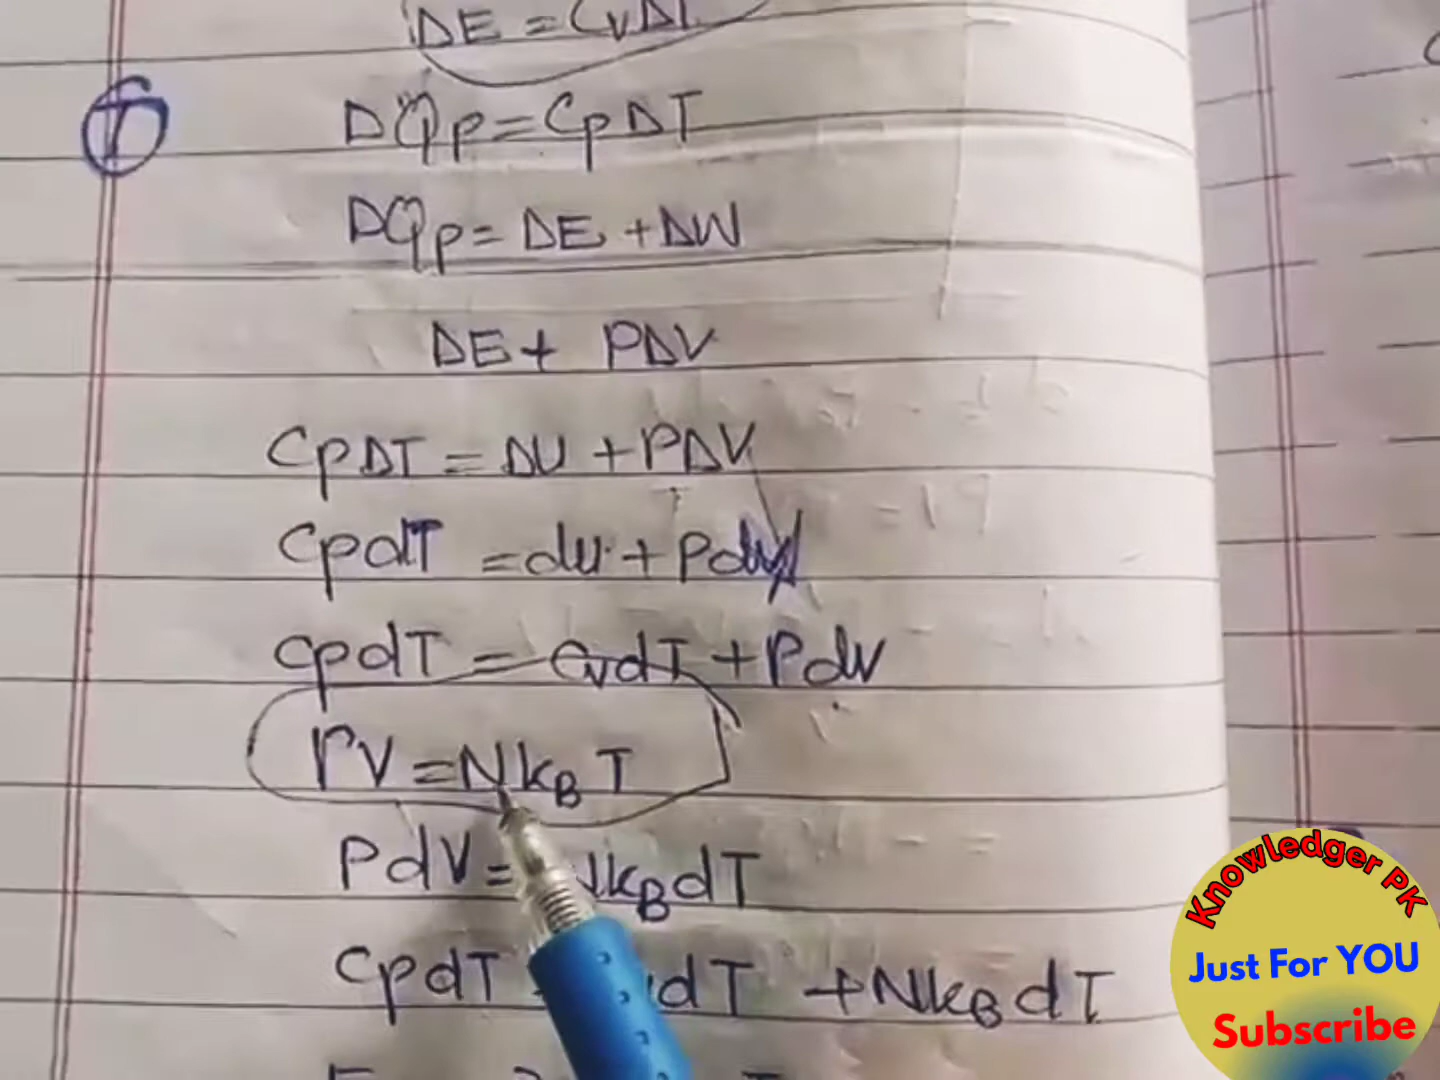 ΔE = CvΔT
ΔQp = CpΔT
ΔQp = ΔE + ΔW
ΔE + PΔV
CpΔT = ΔU + PΔV
CpdT = du + Pdv
CpdT = CvdT + Pdv
PV = NkBT
PdV = NkBdT
CpdT dT + NkBdT
Knowledger PK
Just For YOU
Subscribe